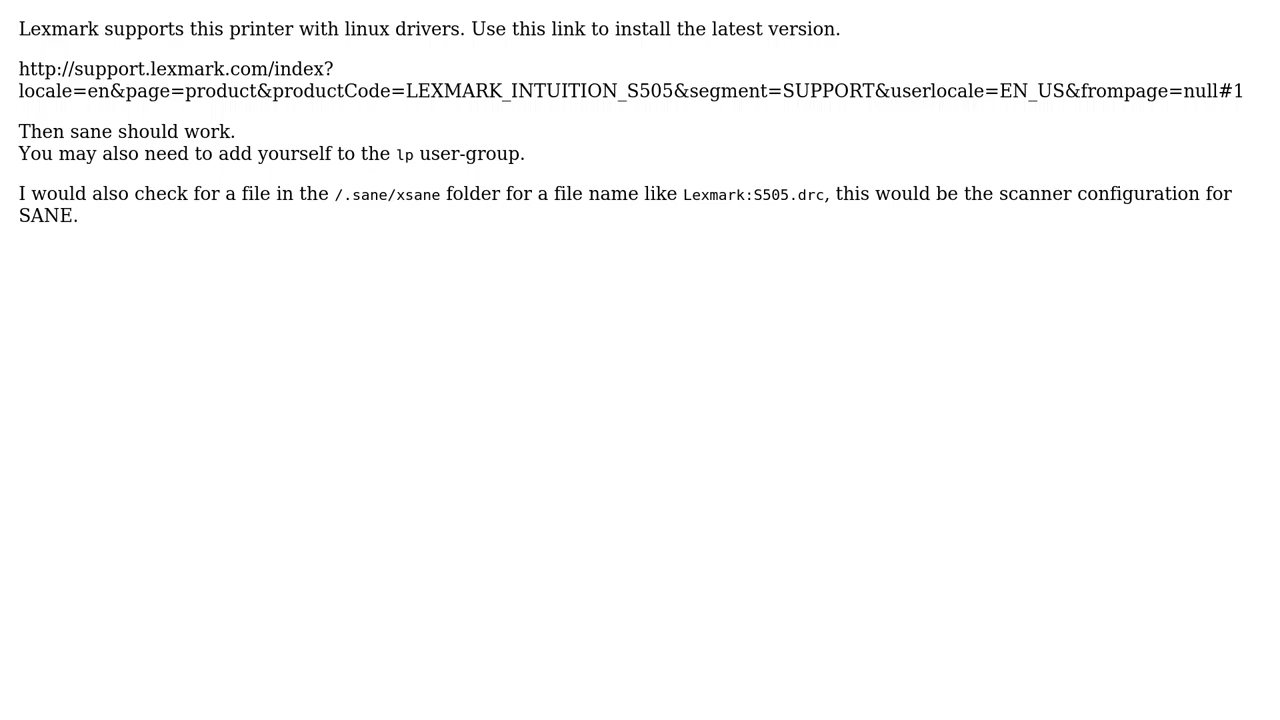 Lexmark supports this printer with linux drivers. Use this link to install the latest version.
http://support.lexmark.com/index?
locale=en&page=product&productCode=LEXMARK_INTUITION_S505&segment=SUPPORT&userlocale=EN_US&frompage=null#1
Then sane should work.
You may also need to add yourself to the lp user-group.
I would also check for a file in the /.sane/xsane folder for a file name like Lexmark:S505.drc, this would be the scanner configuration for
SANE.